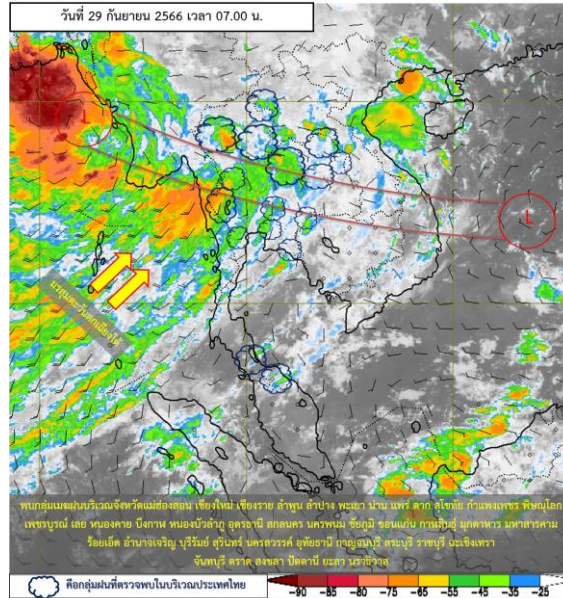 วันที่ 29 กันยายน 2566 เวลา 07.00 น.
L
L
มรสุมตะวันตกเฉียงใต้
พบกลุ่มเมฆฝนบริเวณจังหวัดแม่ฮ่องสอน เชียงใหม่ เชียงราย ลำพูน ลำปาง พะเยา น่าน แพร่ ตาก สุโขทัย กำแพงเพชร พิษณุโลก
เพชรบูรณ์ เลย หนองคาย บึงกาฬ หนองบัวลำภู อุดรธานี สกลนคร นครพนม ชัยภูมิ ขอนแก่น กาฬสินธุ์ มุกดาหาร มหาสารคาม
ร้อยเอ็ด อำนาจเจริญ บุรีรัมย์ สุรินทร์ นครสวรรค์ อุทัยธานี กาญจนบุรี สระบุรี ราชบุรี ฉะเชิงเทรา
จันทบุรี ตราด สงขลา ปัตตานี ยะลา นราธิวาส
คือกลุ่มฝนที่ตรวจพบในบริเวณประเทศไทย
-90 -80 -75 -65 -55 -45 -35 -25